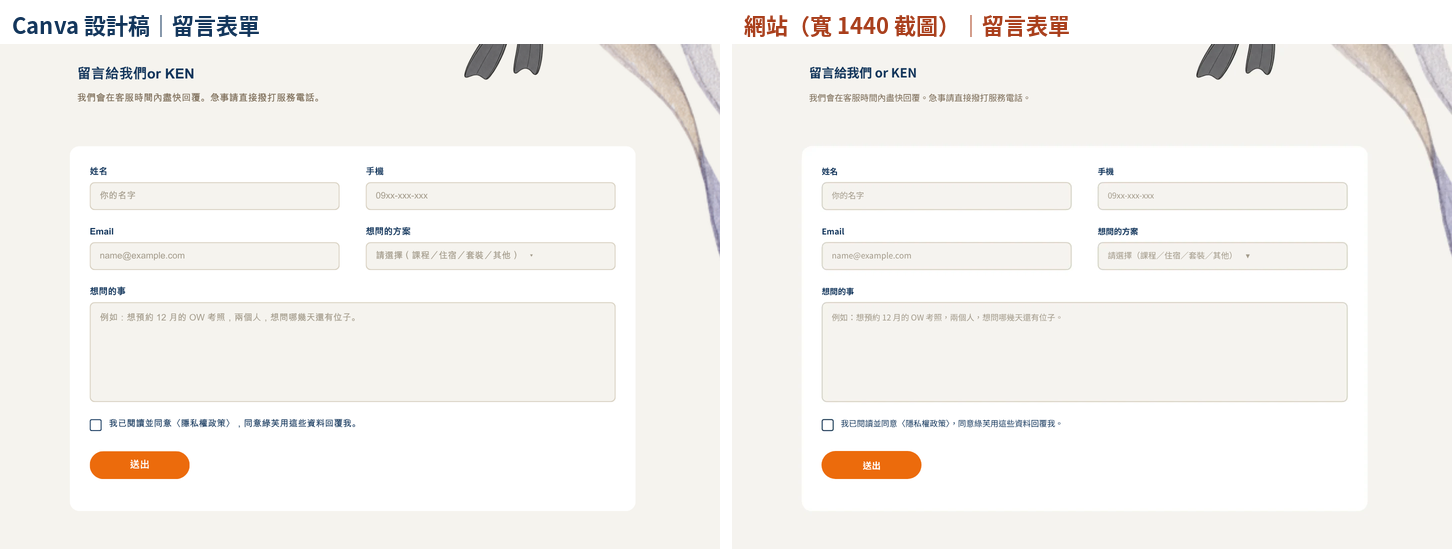 Canva 設計稿｜留言表單
留言給我們or KEN
我們會在客服時間內盡快回覆。急事請直接撥打服務電話。
姓名
手機
你的名字
09xx-xxx-xxx
Email
想問的方案
name@example.com
請選擇（課程／住宿／套裝／其他） ▾
想問的事
例如：想預約 12 月的 OW 考照，兩個人，想問哪幾天還有位子。
我已閱讀並同意〈隱私權政策〉，同意綠芙用這些資料回覆我。
送出
網站（寬 1440 截圖）｜留言表單
留言給我們 or KEN
我們會在客服時間內盡快回覆。急事請直接撥打服務電話。
姓名
手機
你的名字
09xx-xxx-xxx
Email
想問的方案
name@example.com
請選擇（課程／住宿／套裝／其他） ▾
想問的事
例如：想預約 12 月的 OW 考照，兩個人，想問哪幾天還有位子。
我已閱讀並同意〈隱私權政策〉，同意綠芙用這些資料回覆我。
送出